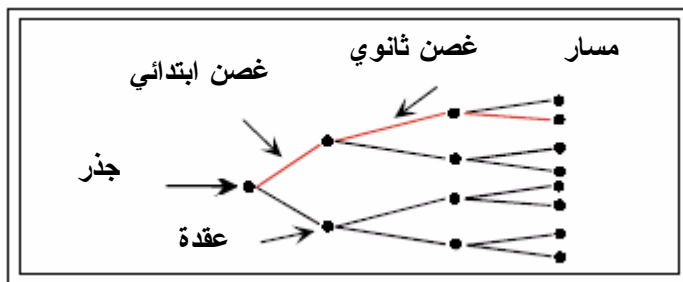 مسار
غصن ثانوي
غصن ابتدائي
جذر
عقدة